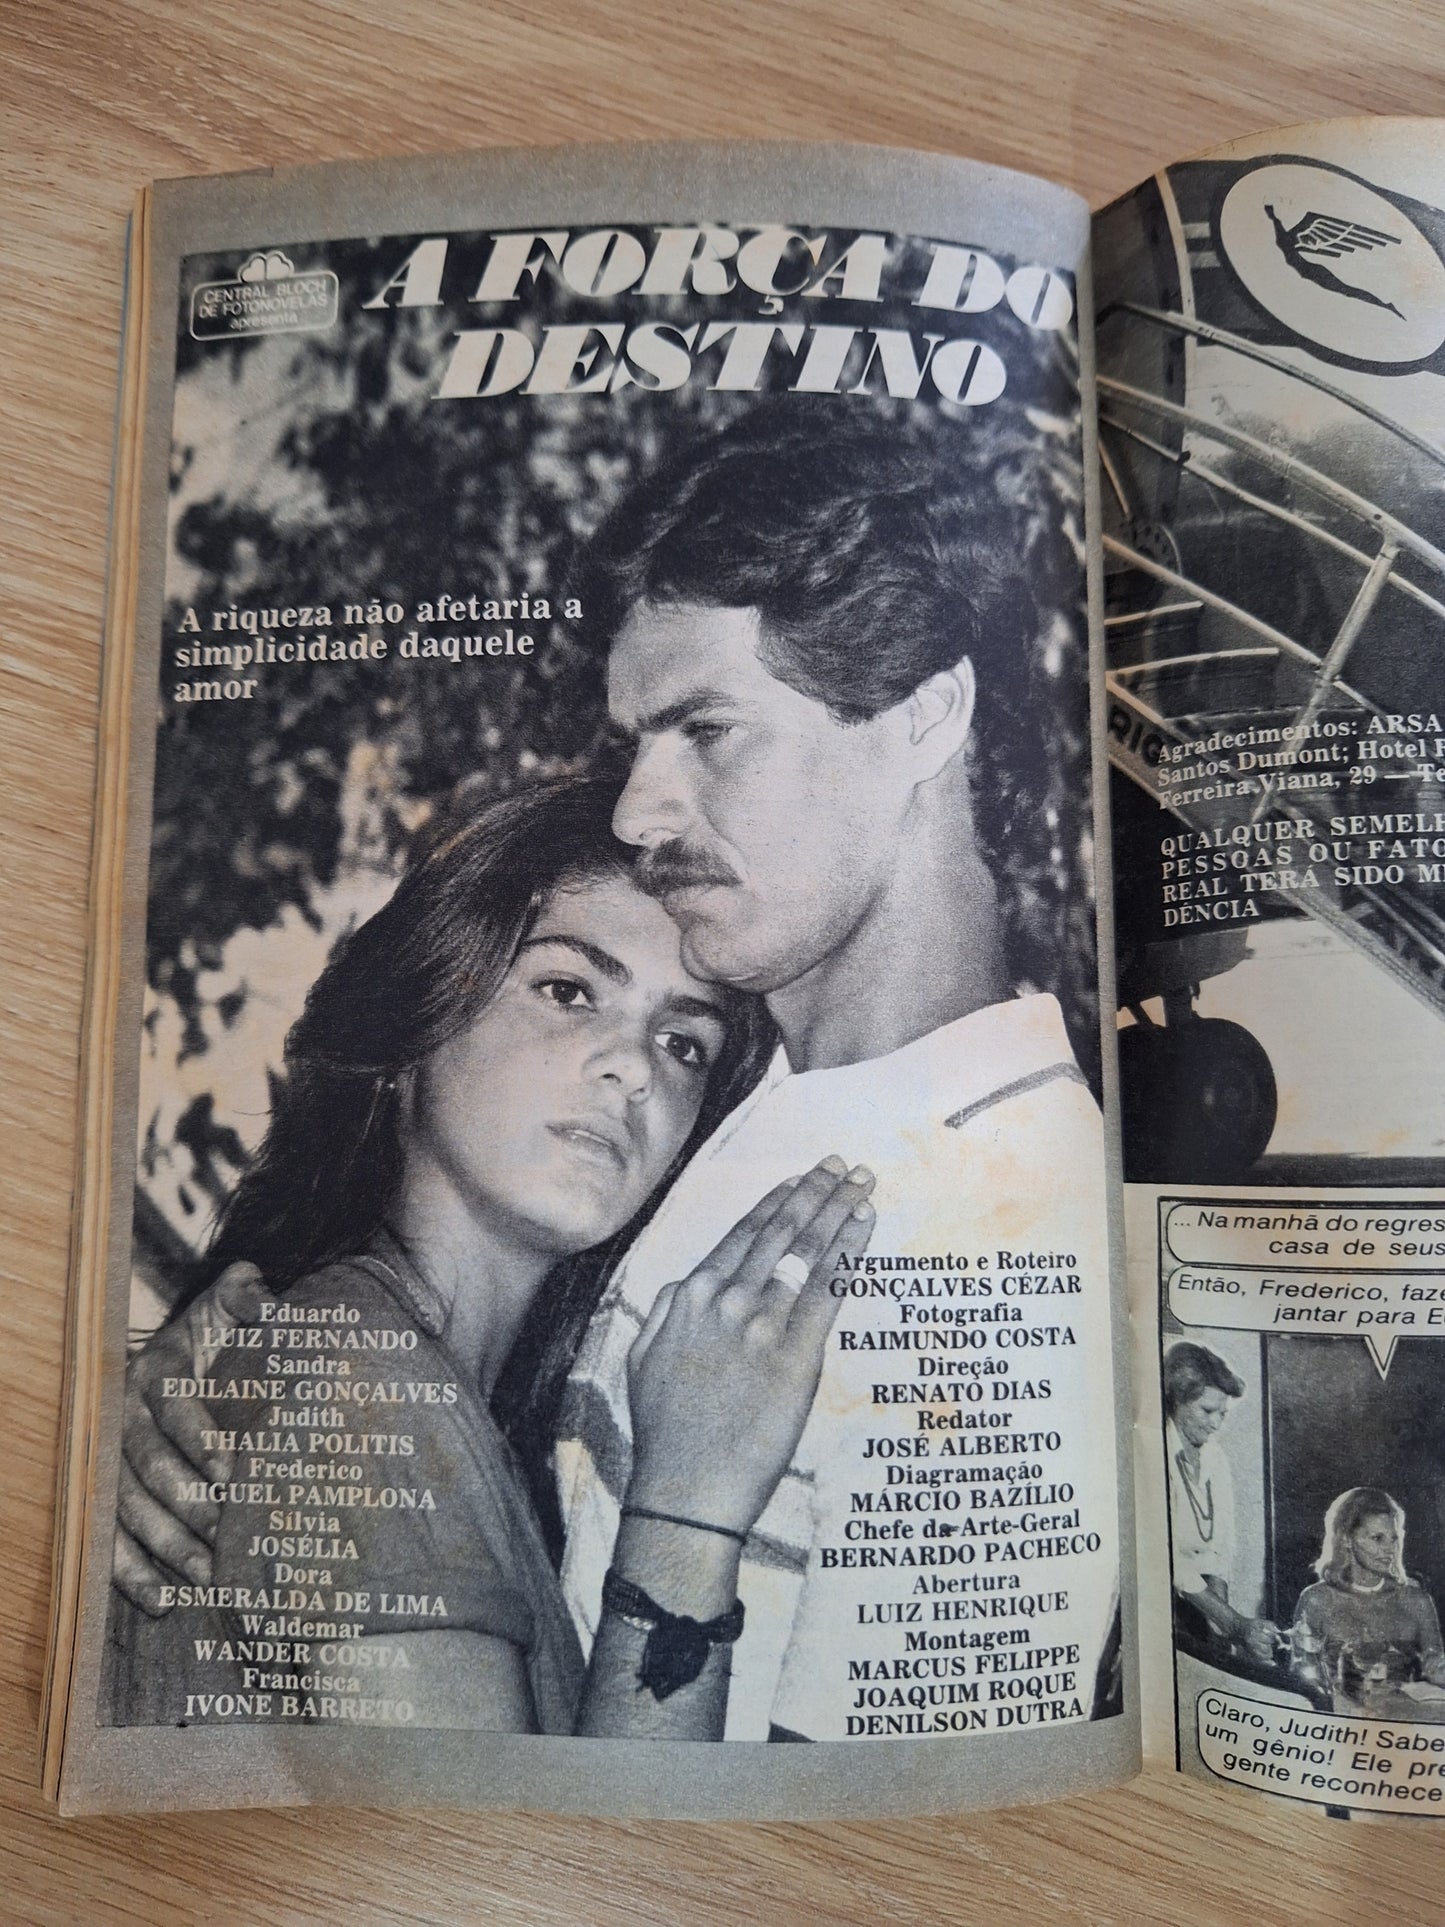 CENTRAL BLOCH
DE FOTONOVELAS
apresenta
A FORÇA DO
DESTINO
A riqueza não afetaria a
simplicidade daquele
amor
Eduardo
LUIZ FERNANDO
Sandra
EDILAINE GONÇALVES
Judith
THALIA POLITIS
Frederico
MIGUEL PAMPLONA
Sílvia
JOSÉLIA
Dora
ESMERALDA DE LIMA
Waldemar
WANDER COSTA
Francisca
IVONE BARRETO
Argumento e Roteiro
GONÇALVES CÉZAR
Fotografia
RAIMUNDO COSTA
Direção
RENATO DIAS
Redator
JOSÉ ALBERTO
Diagramação
MÁRCIO BAZÍLIO
Chefe da Arte-Geral
BERNARDO PACHECO
Abertura
LUIZ HENRIQUE
Montagem
MARCUS FELIPPE
JOAQUIM ROQUE
DENILSON DUTRA
Agradecimentos: ARSA
Santos Dumont; Hotel
Ferreira Viana, 29 —
QUALQUER
PESSOAS OU
REAL TERÁ SIDO
DÊNCIA
... Na manhã do
casa de seus
Então, Frederico,
jantar para
Claro, Judith!
um gênio! Ele
gente